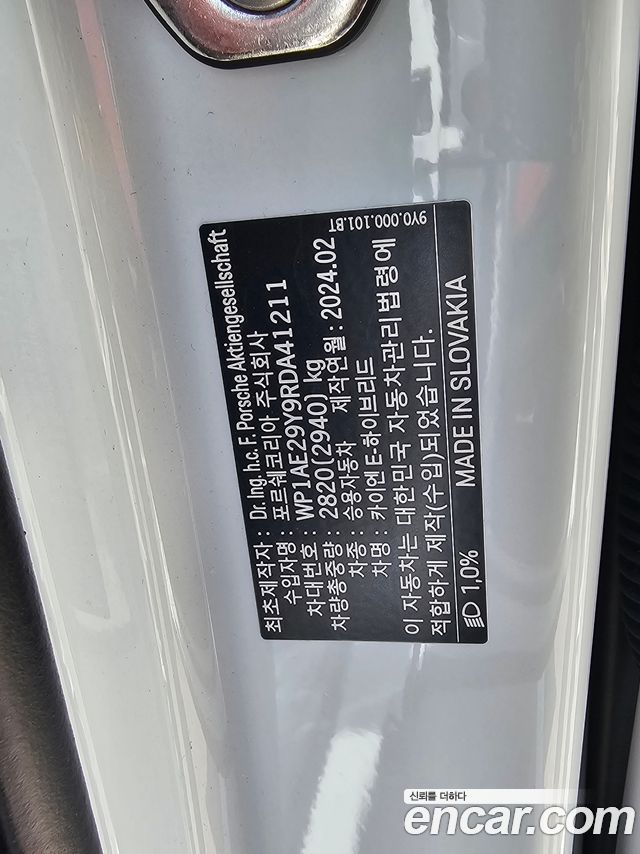 9Y0.000.101.BT
최초제작자: Dr. Ing. h.c. F. Porsche Aktiengesellschaft
수입자명: 포르쉐코리아 주식회사
차대번호: WP1AE29Y9RDA41211
차량총중량: 2820(2940) kg
차종: 승용자동차 제작연월: 2024.02
차명: 카이엔 E-하이브리드
이 자동차는 대한민국 자동차관리법령에
적합하게 제작(수입)되었습니다.
1,0% MADE IN SLOVAKIA
신뢰를 더하다
encar.com